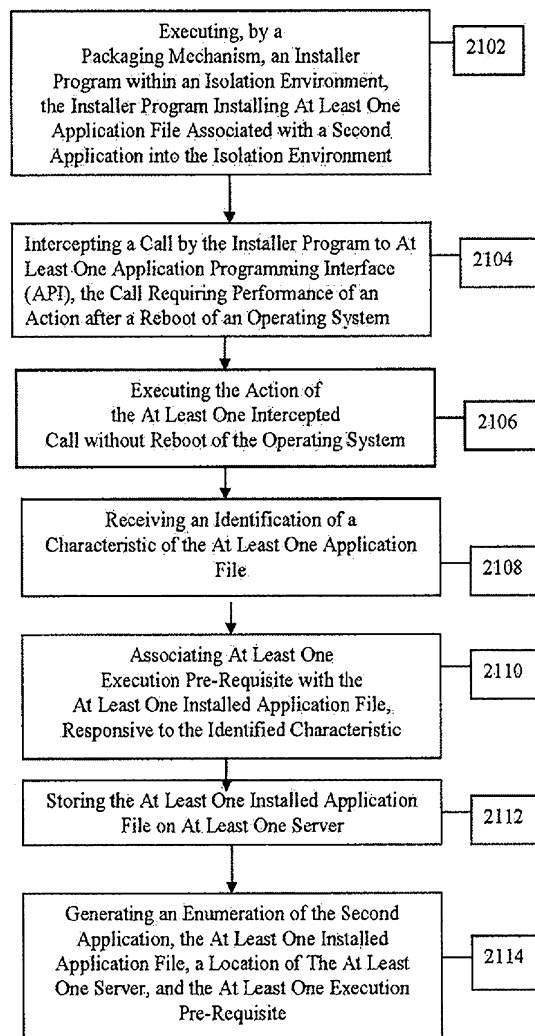 Executing, by a
Packaging Mechanism, an Installer
Program within an Isolation Environment,
the Installer Program Installing At Least One
Application File Associated with a Second
Application into the Isolation Environment
2102
Intercepting a Call by the Installer Program to At
Least One Application Programming Interface
(API), the Call Requiring Performance of an
Action after a Reboot of an Operating System
2104
Executing the Action of
the At Least One Intercepted
Call without Reboot of the Operating System
2106
Receiving an Identification of a
Characteristic of the At Least One Application
File
2108
Associating At Least One
Execution Pre-Requisite with the
At Least One Installed Application File,
Responsive to the Identified Characteristic
2110
Storing the At Least One Installed Application
File on At Least One Server
2112
Generating an Enumeration of the Second
Application, the At Least One Installed
Application File, a Location of The At Least
One Server, and the At Least One Execution
Pre-Requisite
2114